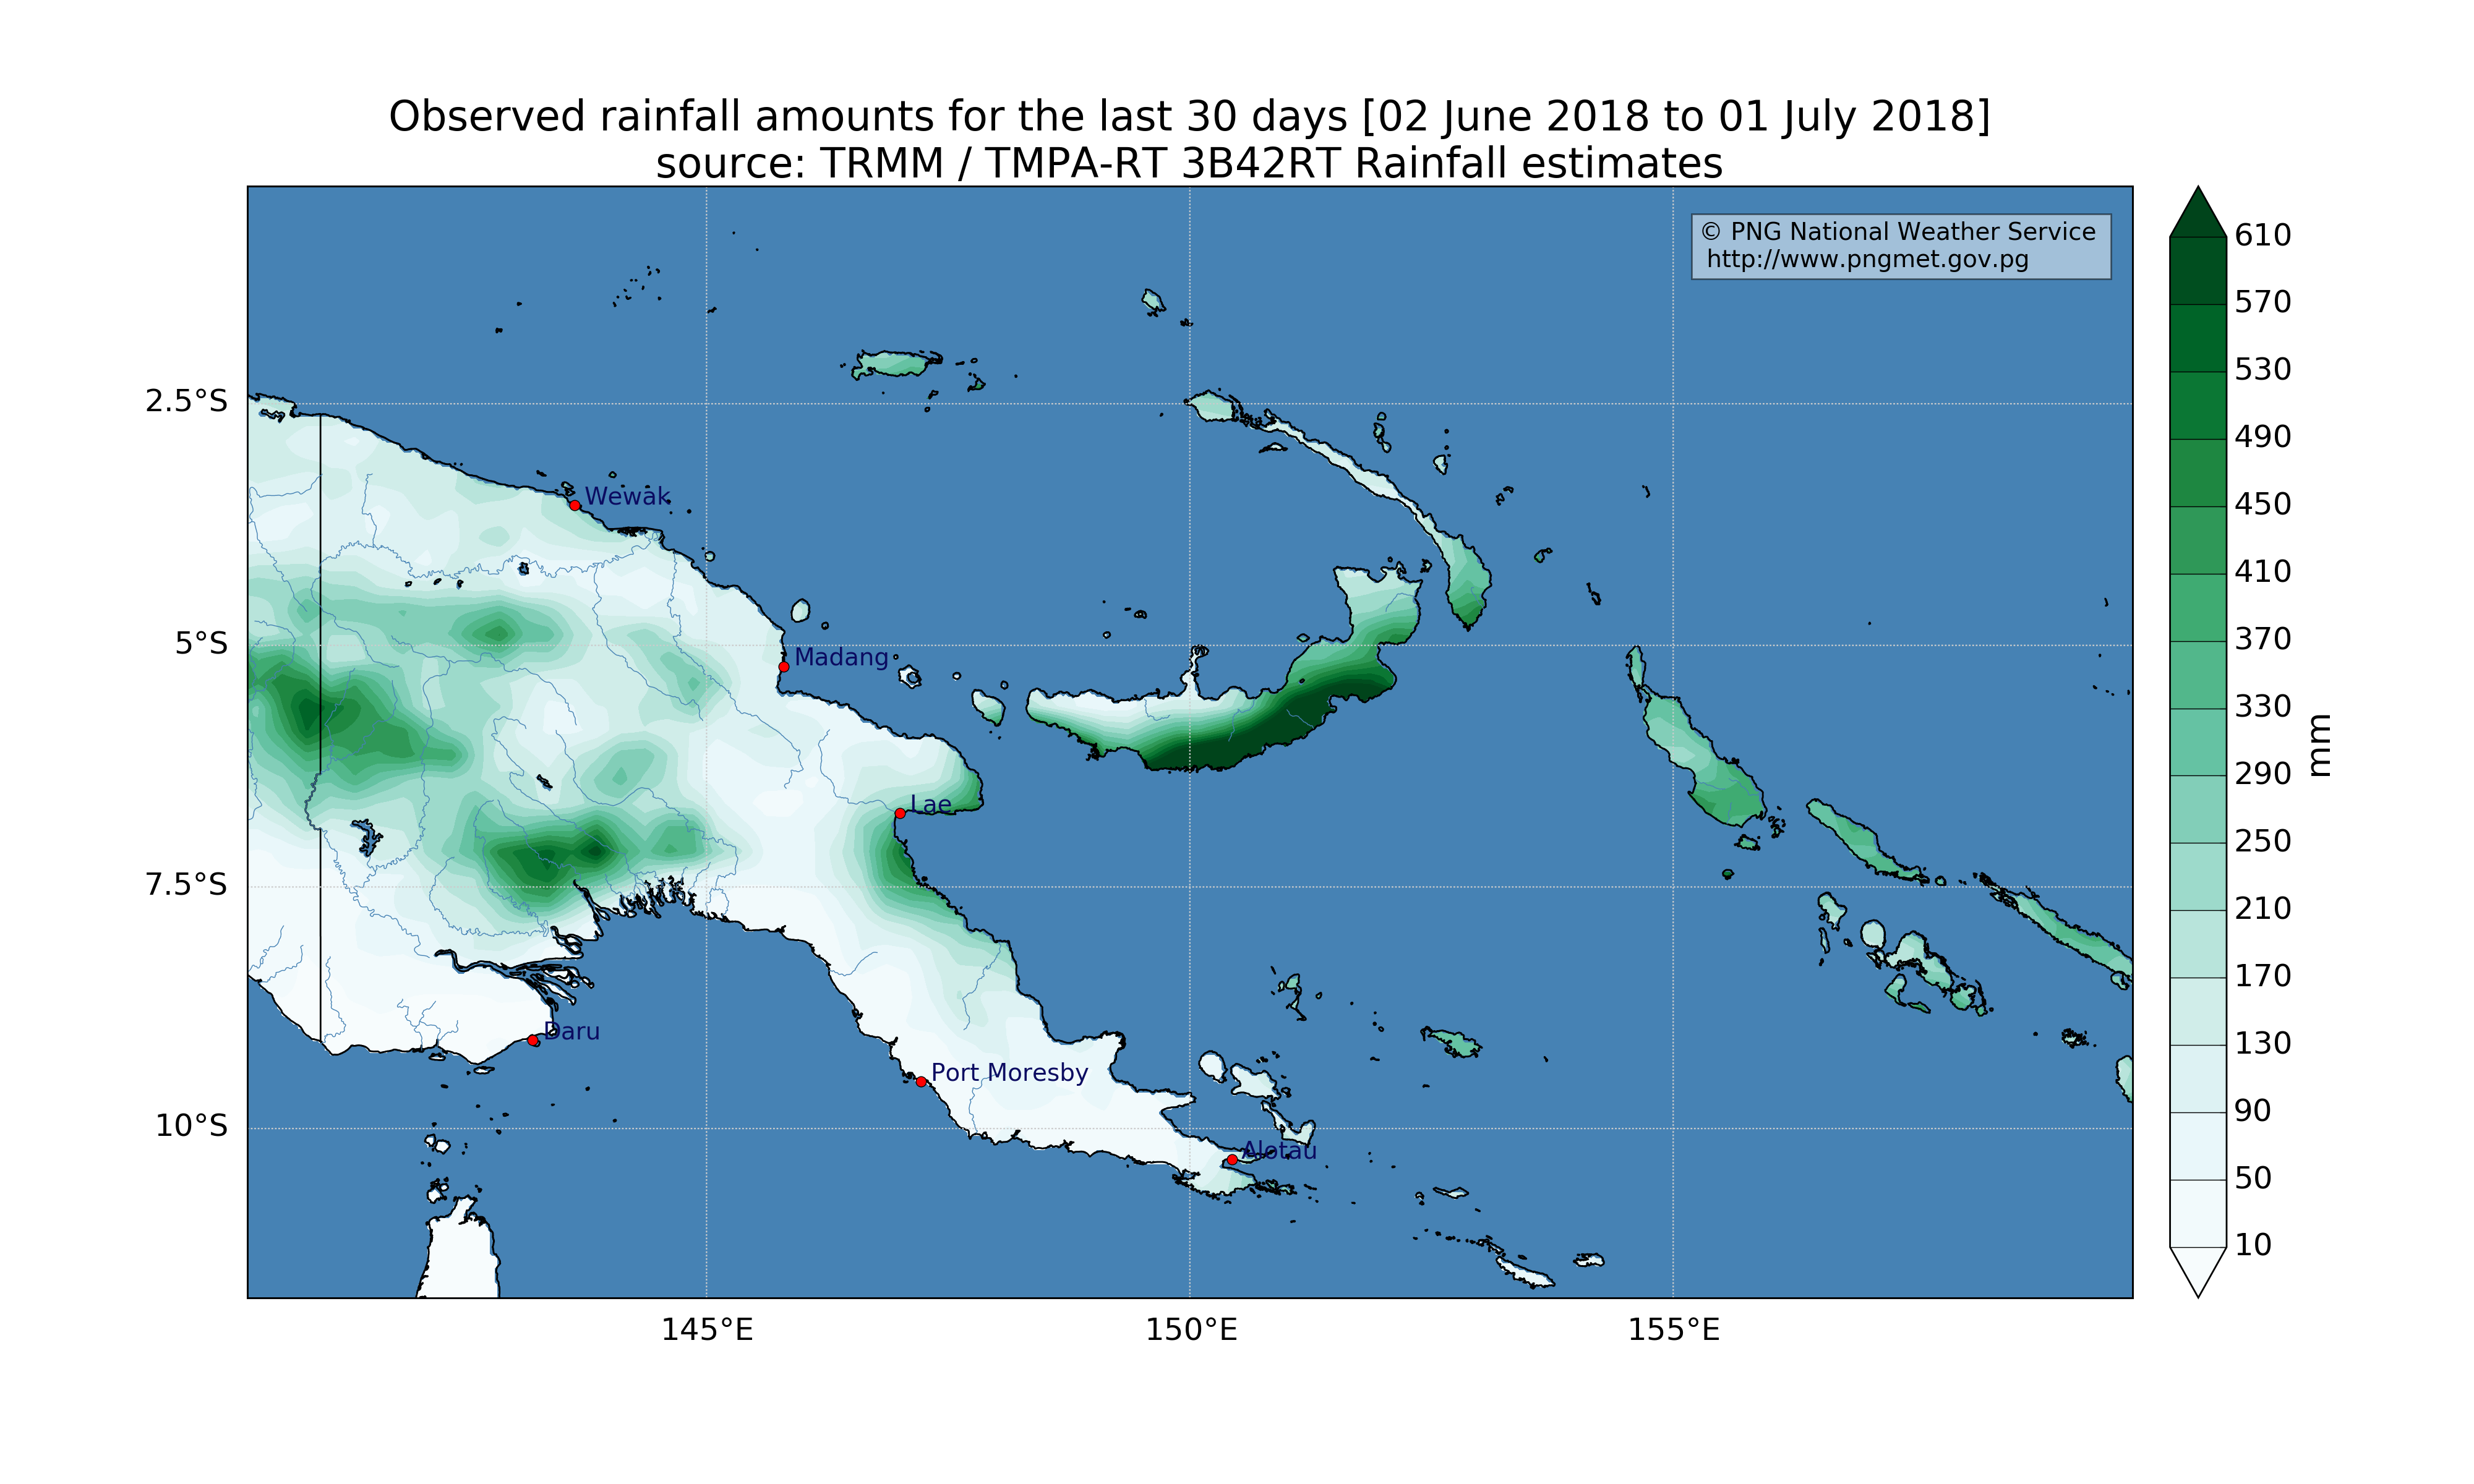 Observed rainfall amounts for the last 30 days [02 June 2018 to 01 July 2018]
source: TRMM / TMPA-RT 3B42RT Rainfall estimates
© PNG National Weather Service
http://www.pngmet.gov.pg
2.5°S
5°S
7.5°S
10°S
Wewak
Madang
Lae
Daru
Port Moresby
Alotau
145°E
150°E
155°E
610
570
530
490
450
410
370
330
290
250
210
170
130
90
50
10
mm